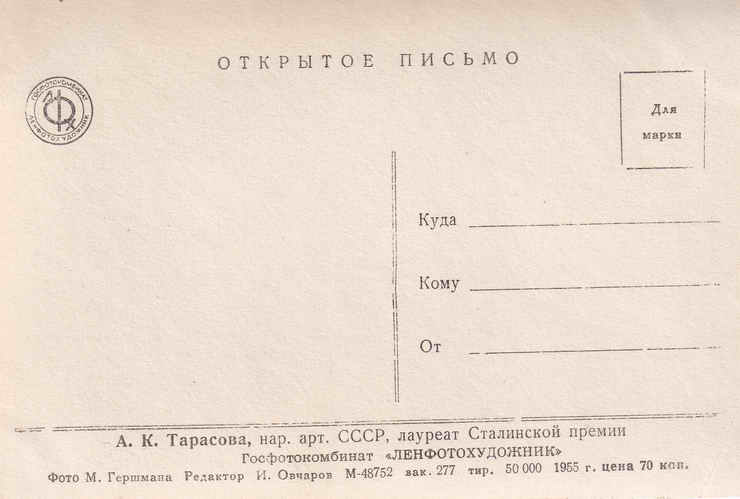 ОТКРЫТОЕ ПИСЬМО
ГОСФОТОКОМБИНАТ
ЛЕНФОТОХУДОЖНИК
Для
марки
Куда
Кому
От
А. К. Тарасова, нар. арт. СССР, лауреат Сталинской премии
Госфотокомбинат «ЛЕНФОТОХУДОЖНИК»
Фото М. Гершмана Редактор И. Овчаров М-48752 зак. 277 тир. 50 000 1955 г. цена 70 коп.